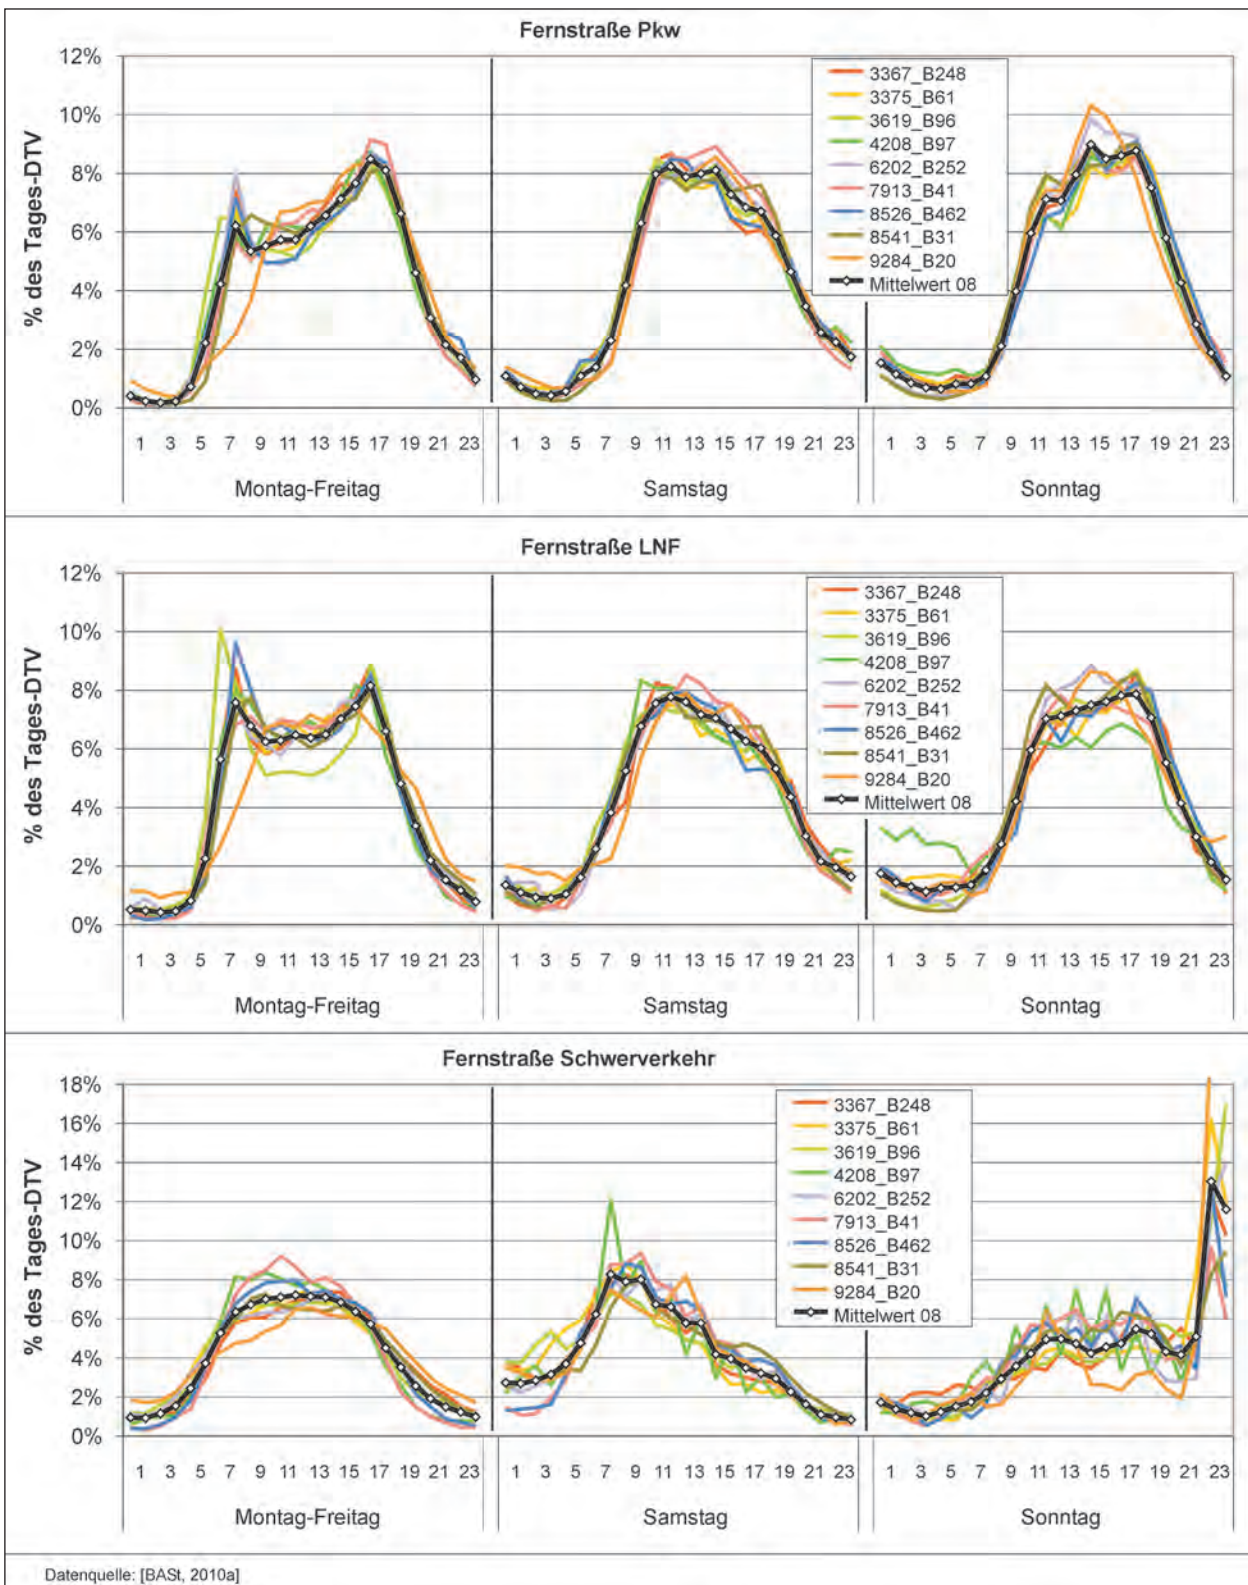 Fernstraße Pkw
% des Tages-DTV
12%
10%
8%
6%
4%
2%
0%
3367_B248
3375_B61
3619_B96
4208_B97
6202_B252
7913_B41
8526_B462
8541_B31
9284_B20
Mittelwert 08
1 3 5 7 9 11 13 15 17 19 21 23 1 3 5 7 9 11 13 15 17 19 21 23 1 3 5 7 9 11 13 15 17 19 21 23
Montag-Freitag Samstag Sonntag
Fernstraße LNF
% des Tages-DTV
12%
10%
8%
6%
4%
2%
0%
3367_B248
3375_B61
3619_B96
4208_B97
6202_B252
7913_B41
8526_B462
8541_B31
9284_B20
Mittelwert 08
1 3 5 7 9 11 13 15 17 19 21 23 1 3 5 7 9 11 13 15 17 19 21 23 1 3 5 7 9 11 13 15 17 19 21 23
Montag-Freitag Samstag Sonntag
Fernstraße Schwerverkehr
% des Tages-DTV
18%
16%
14%
12%
10%
8%
6%
4%
2%
0%
3367_B248
3375_B61
3619_B96
4208_B97
6202_B252
7913_B41
8526_B462
8541_B31
9284_B20
Mittelwert 08
1 3 5 7 9 11 13 15 17 19 21 23 1 3 5 7 9 11 13 15 17 19 21 23 1 3 5 7 9 11 13 15 17 19 21 23
Montag-Freitag Samstag Sonntag
Datenquelle: [BASt, 2010a]